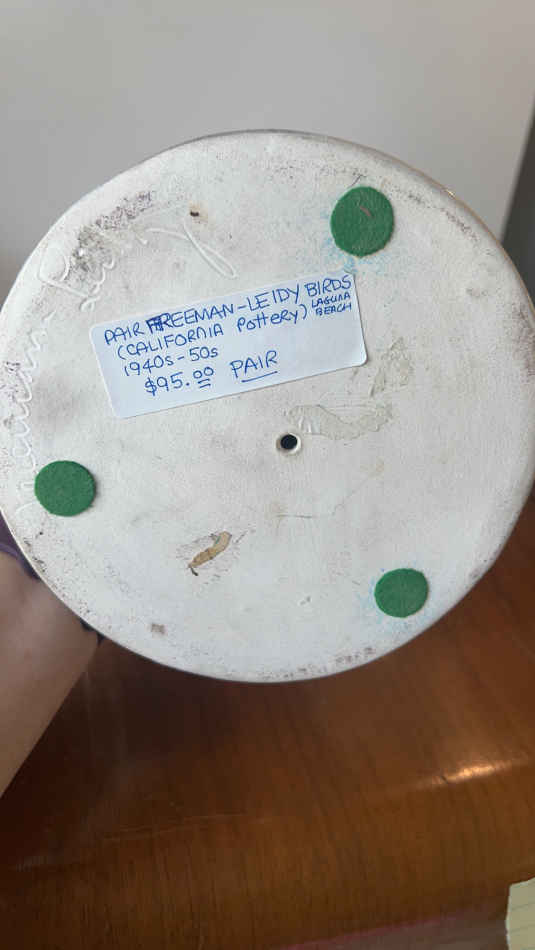 PAIR FREEMAN-LEIDY BIRDS
(CALIFORNIA Pottery) LAGUNA
BEACH
1940s-50s
$95.00 PAIR